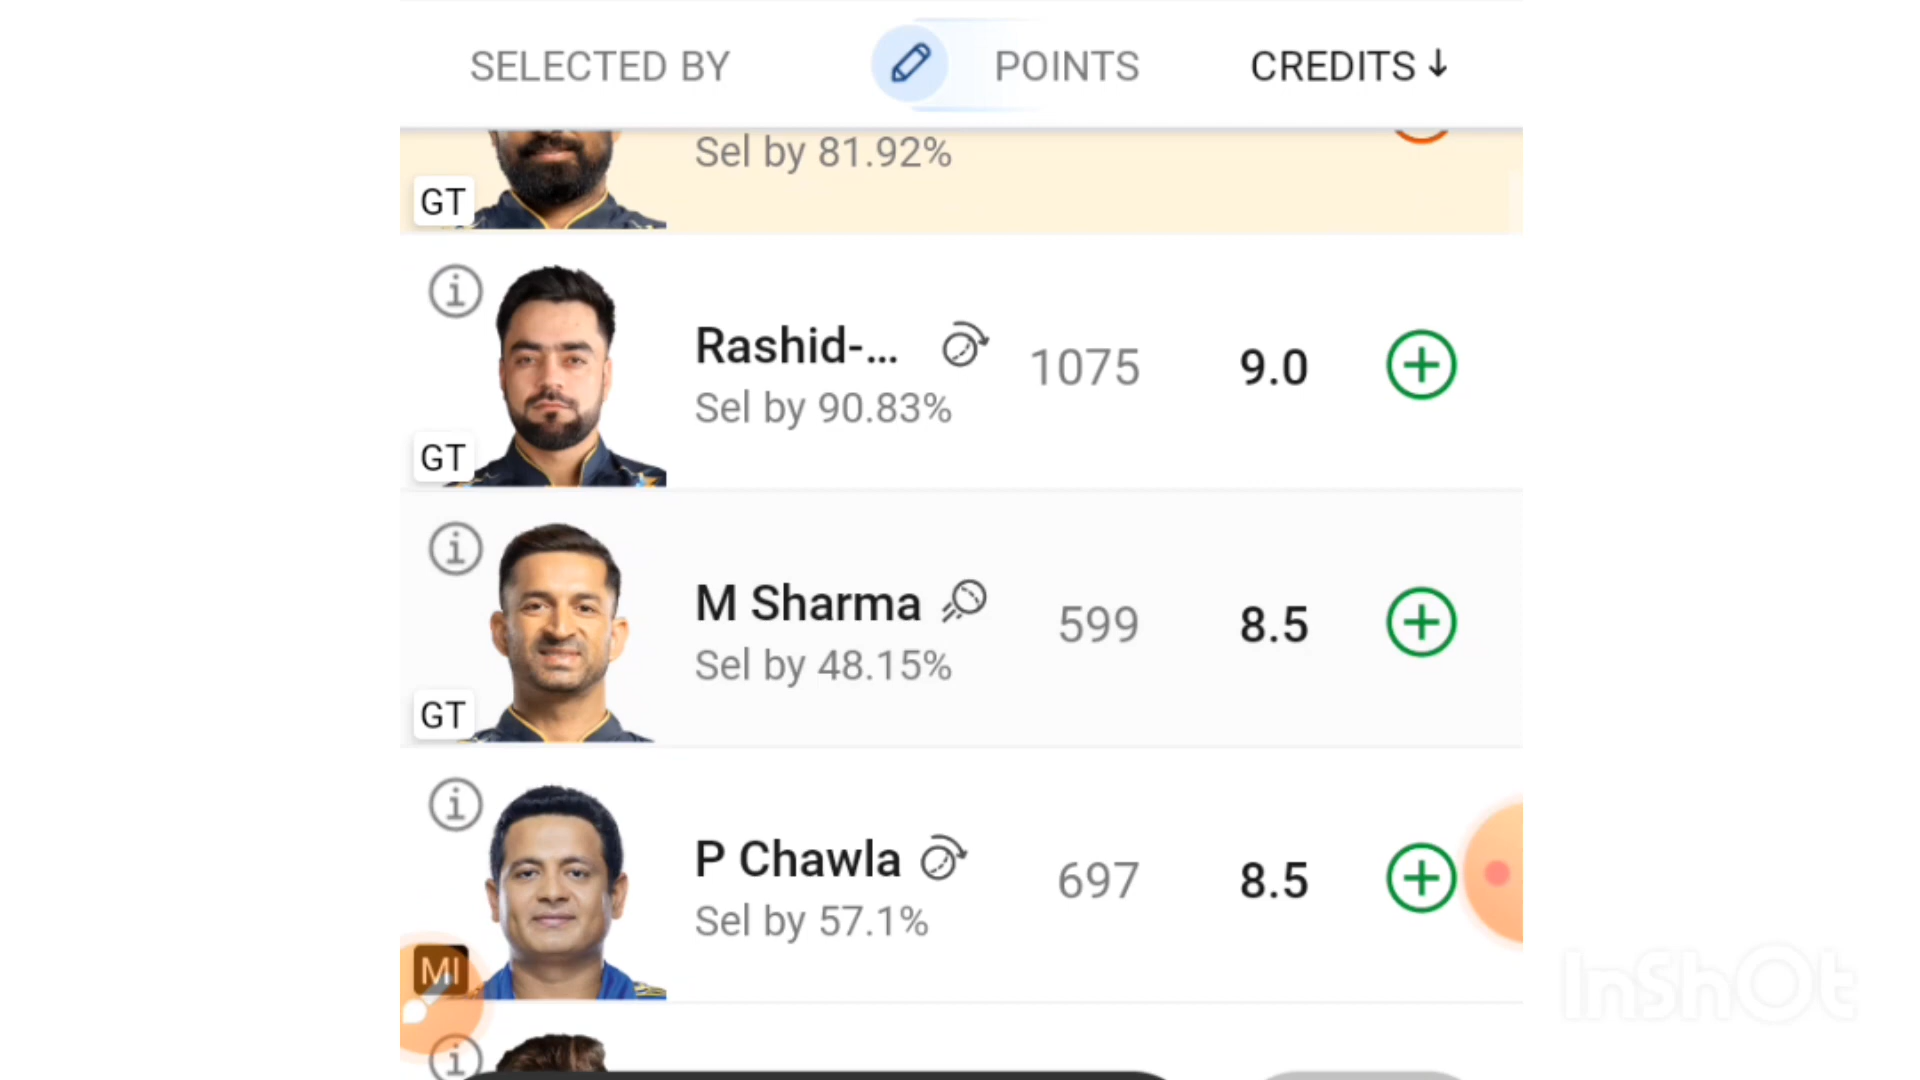 SELECTED BY POINTS CREDITS ↓
Sel by 81.92%
GT
Rashid-... 1075 9.0
Sel by 90.83%
GT
M Sharma 599 8.5
Sel by 48.15%
GT
P Chawla 697 8.5
Sel by 57.1%
MI
InShOt